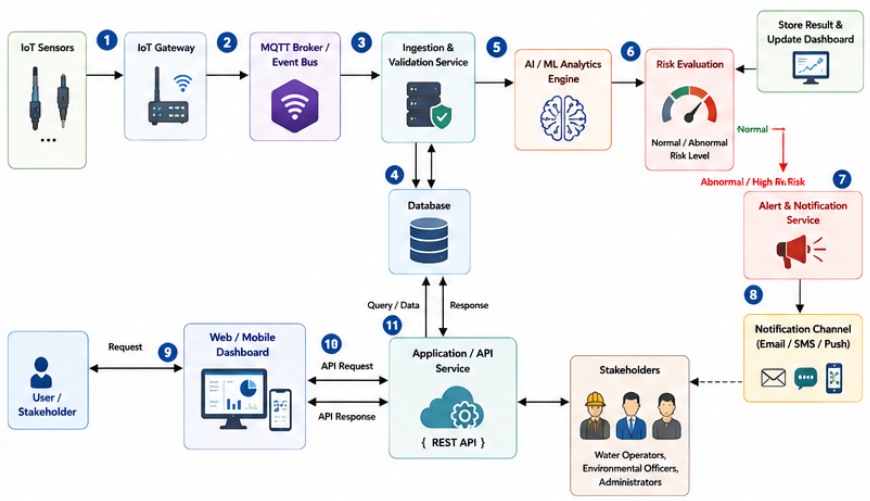 1
IoT Sensors
2
IoT Gateway
3
MQTT Broker /
Event Bus
Ingestion &
Validation Service
5
AI / ML Analytics
Engine
6
Risk Evaluation
Normal / Abnormal
Risk Level
Store Result &
Update Dashboard
Normal
Abnormal / High Re Risk
7
4
Database
Alert & Notification
Service
8
Query / Data
Response
11
Notification Channel
(Email / SMS / Push)
Request
9
User /
Stakeholder
Web / Mobile
Dashboard
10
API Request
API Response
Application / API
Service
{ REST API }
Stakeholders
Water Operators,
Environmental Officers,
Administrators